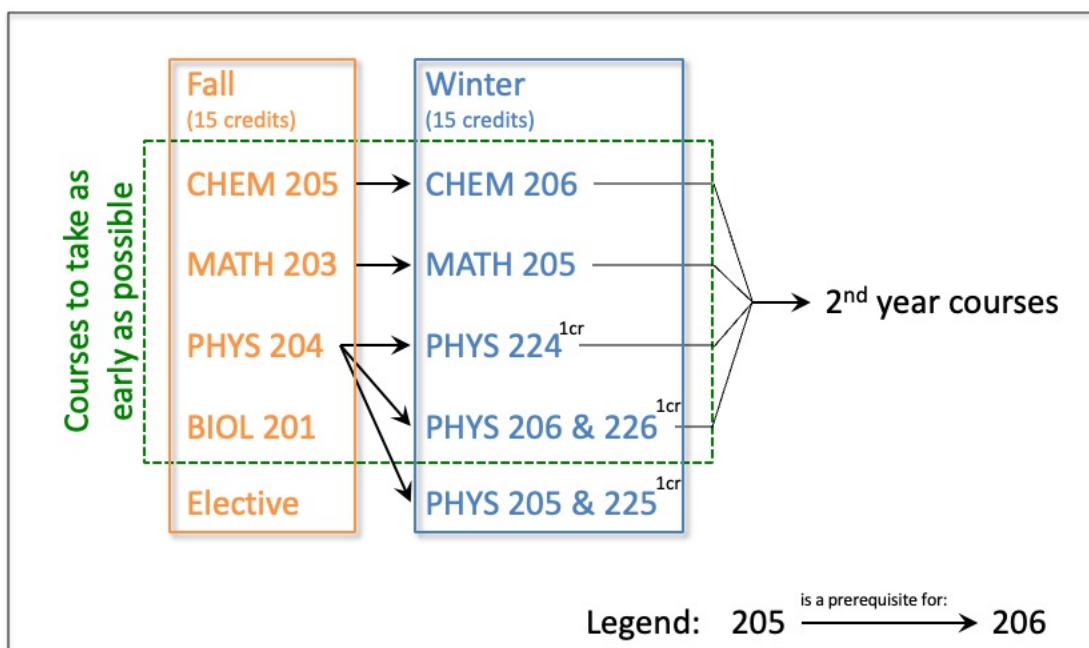 Fall
(15 credits)
CHEM 205
MATH 203
PHYS 204
BIOL 201
Elective
Winter
(15 credits)
CHEM 206
MATH 205
PHYS 224 1cr
PHYS 206 & 226 1cr
PHYS 205 & 225 1cr
Courses to take as
early as possible
2nd year courses
Legend: 205 is a prerequisite for: 206